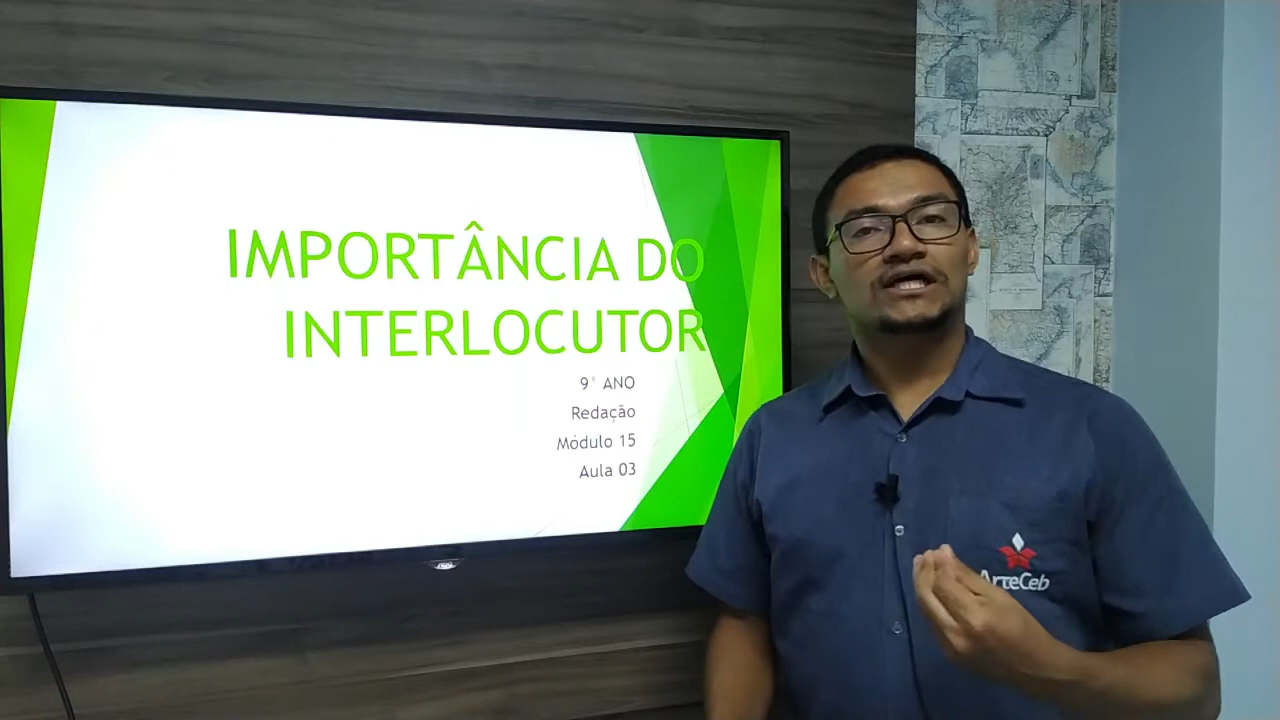 IMPORTÂNCIA DO
INTERLOCUTOR
9° ANO
Redação
Módulo 15
Aula 03
ArteCeb